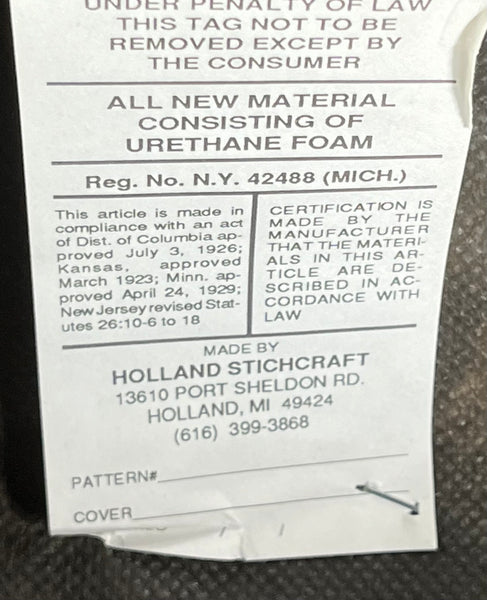 UNDER PENALTY OF LAW
THIS TAG NOT TO BE
REMOVED EXCEPT BY
THE CONSUMER
ALL NEW MATERIAL
CONSISTING OF
URETHANE FOAM
Reg. No. N.Y. 42488 (MICH.)
This article is made in
compliance with an act
of Dist. of Columbia ap-
proved July 3, 1926;
Kansas, approved
March 1923; Minn. ap-
proved April 24, 1929;
New Jersey revised Stat-
utes 26:10-6 to 18
CERTIFICATION IS
MADE BY THE
MANUFACTURER
THAT THE MATERI-
ALS IN THIS AR-
TICLE ARE DE-
SCRIBED IN AC-
CORDANCE WITH
LAW
MADE BY
HOLLAND STICHCRAFT
13610 PORT SHELDON RD.
HOLLAND, MI 49424
(616) 399-3868
PATTERN#
COVER